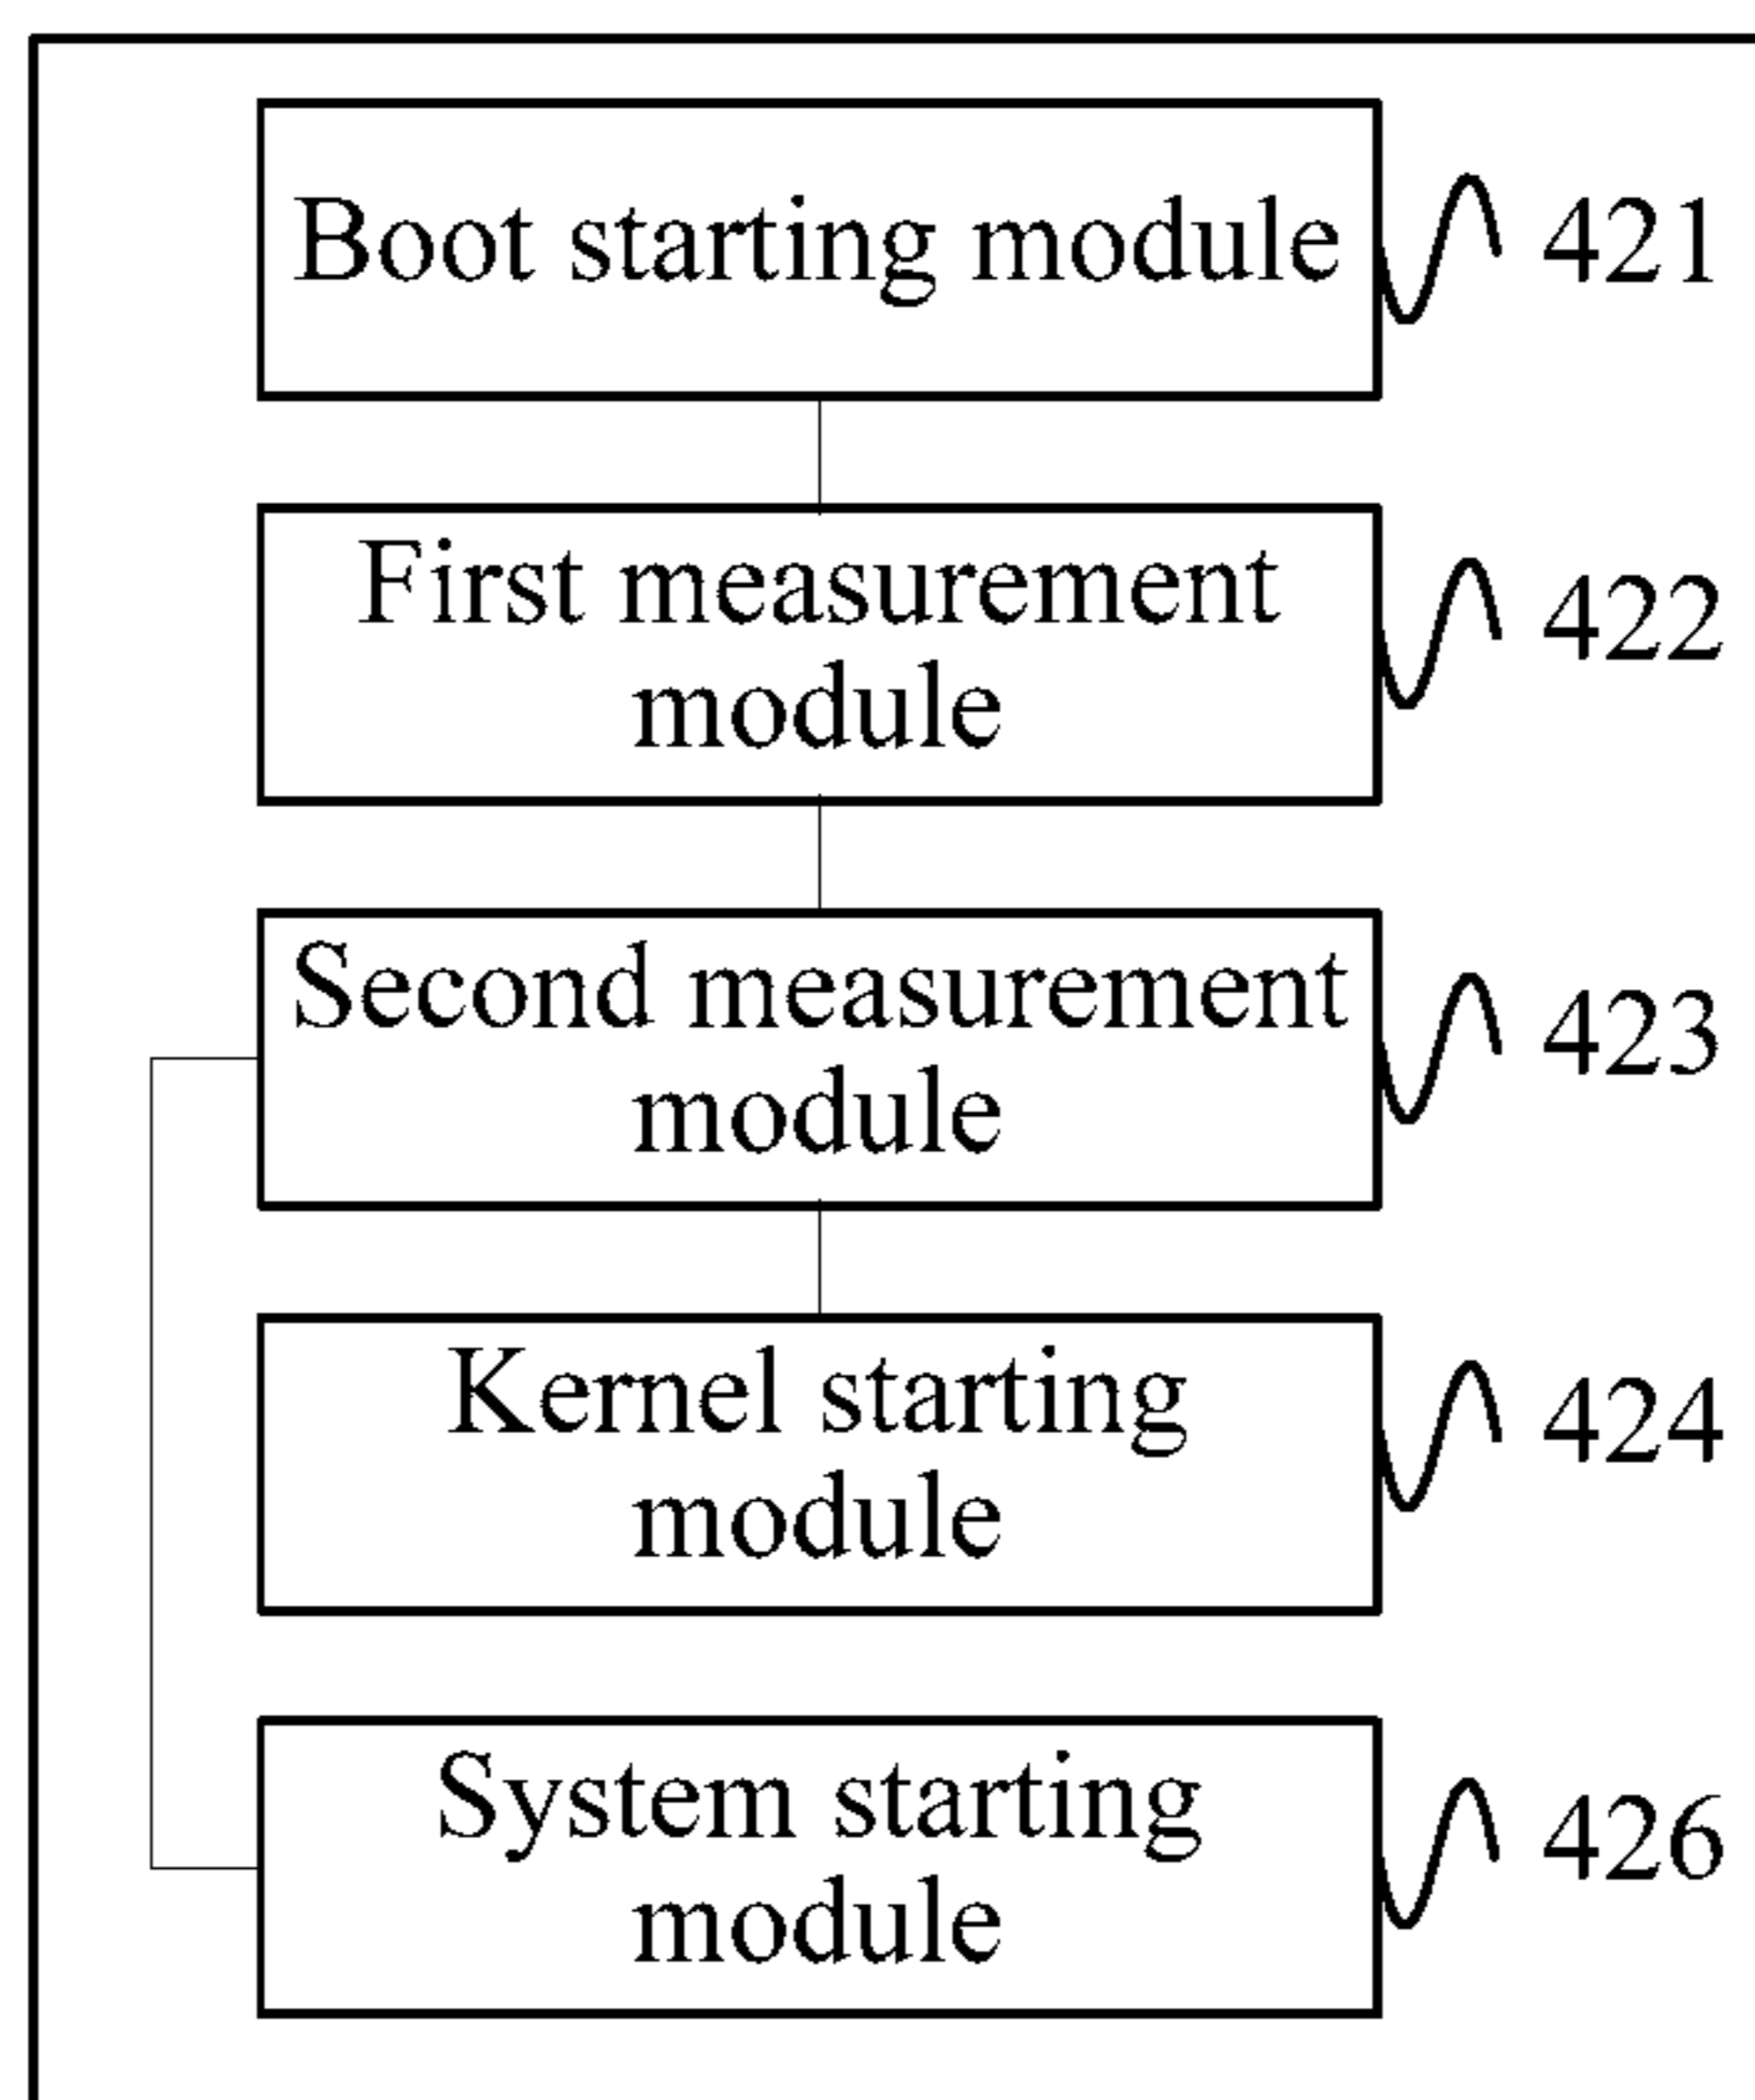 Boot starting module
421
First measurement
module
422
Second measurement
module
423
Kernel starting
module
424
System starting
module
426